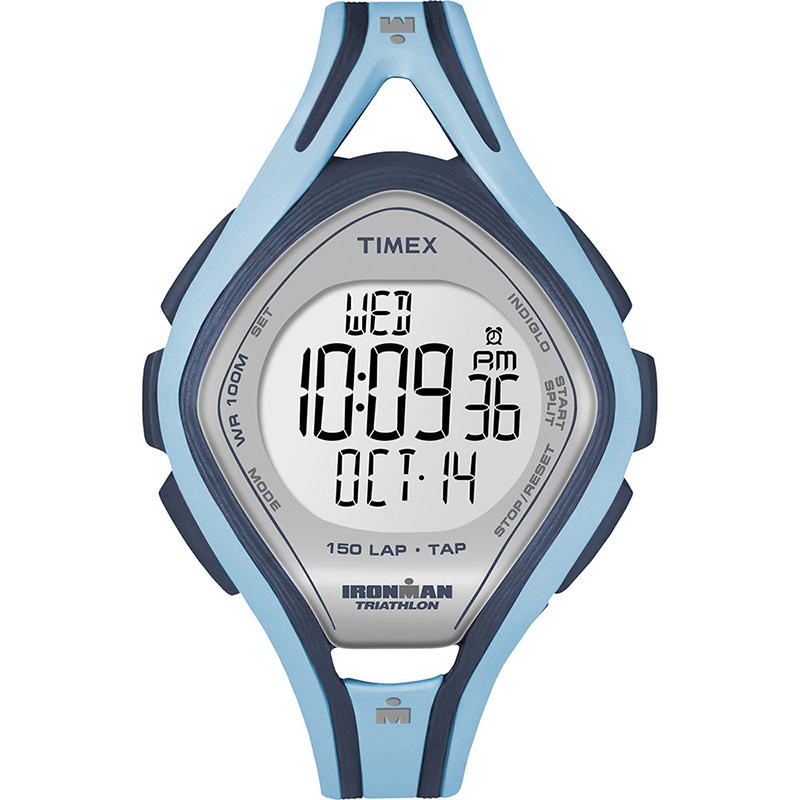 TIMEX
WED
PM
10:09 36
OCT·14
INDIGLO
START
SPLIT
STOP/RESET
SET
WR 100M
MODE
150 LAP • TAP
IRONMAN
TRIATHLON